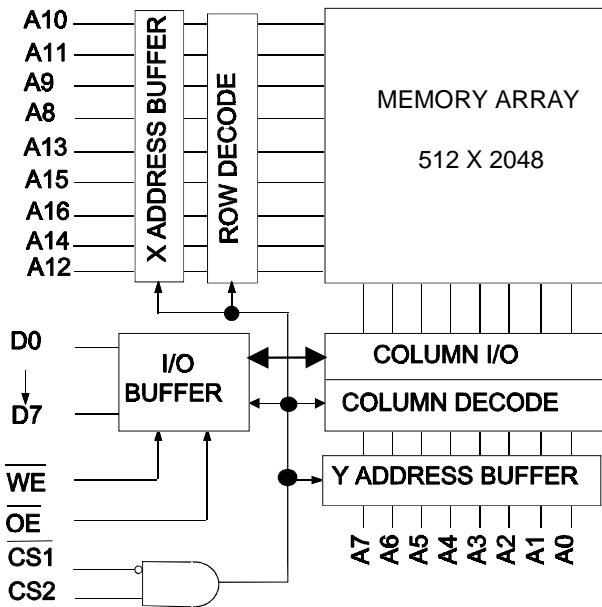 A10
A11
A9
A8
A13
A15
A16
A14
A12
X ADDRESS BUFFER
ROW DECODE
MEMORY ARRAY
512 X 2048
D0
D7
I/O
BUFFER
COLUMN I/O
COLUMN DECODE
Y ADDRESS BUFFER
WE
OE
CS1
CS2
A7
A6
A5
A4
A3
A2
A1
A0